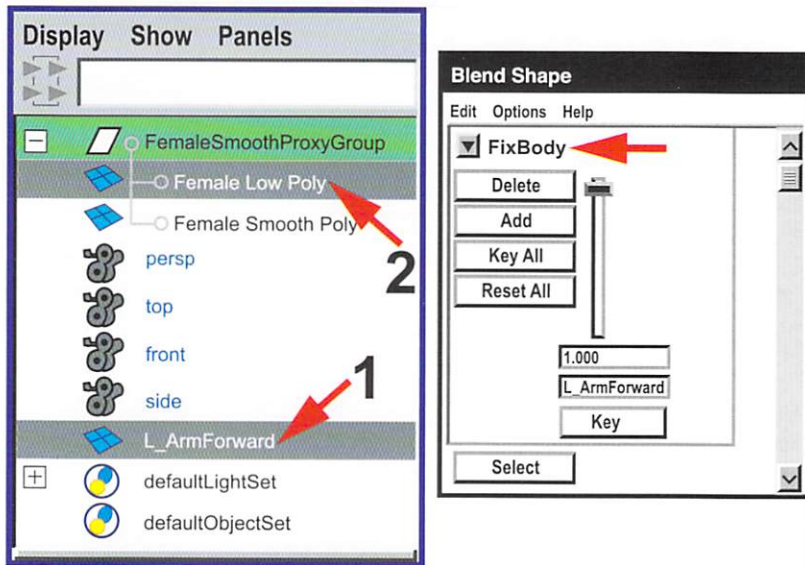 Display Show Panels
FemaleSmoothProxyGroup
Female Low Poly
Female Smooth Poly
2
persp
top
front
side
1
L_ArmForward
defaultLightSet
defaultObjectSet
Blend Shape
Edit Options Help
FixBody
Delete
Add
Key All
Reset All
1.000
L_ArmForward
Key
Select